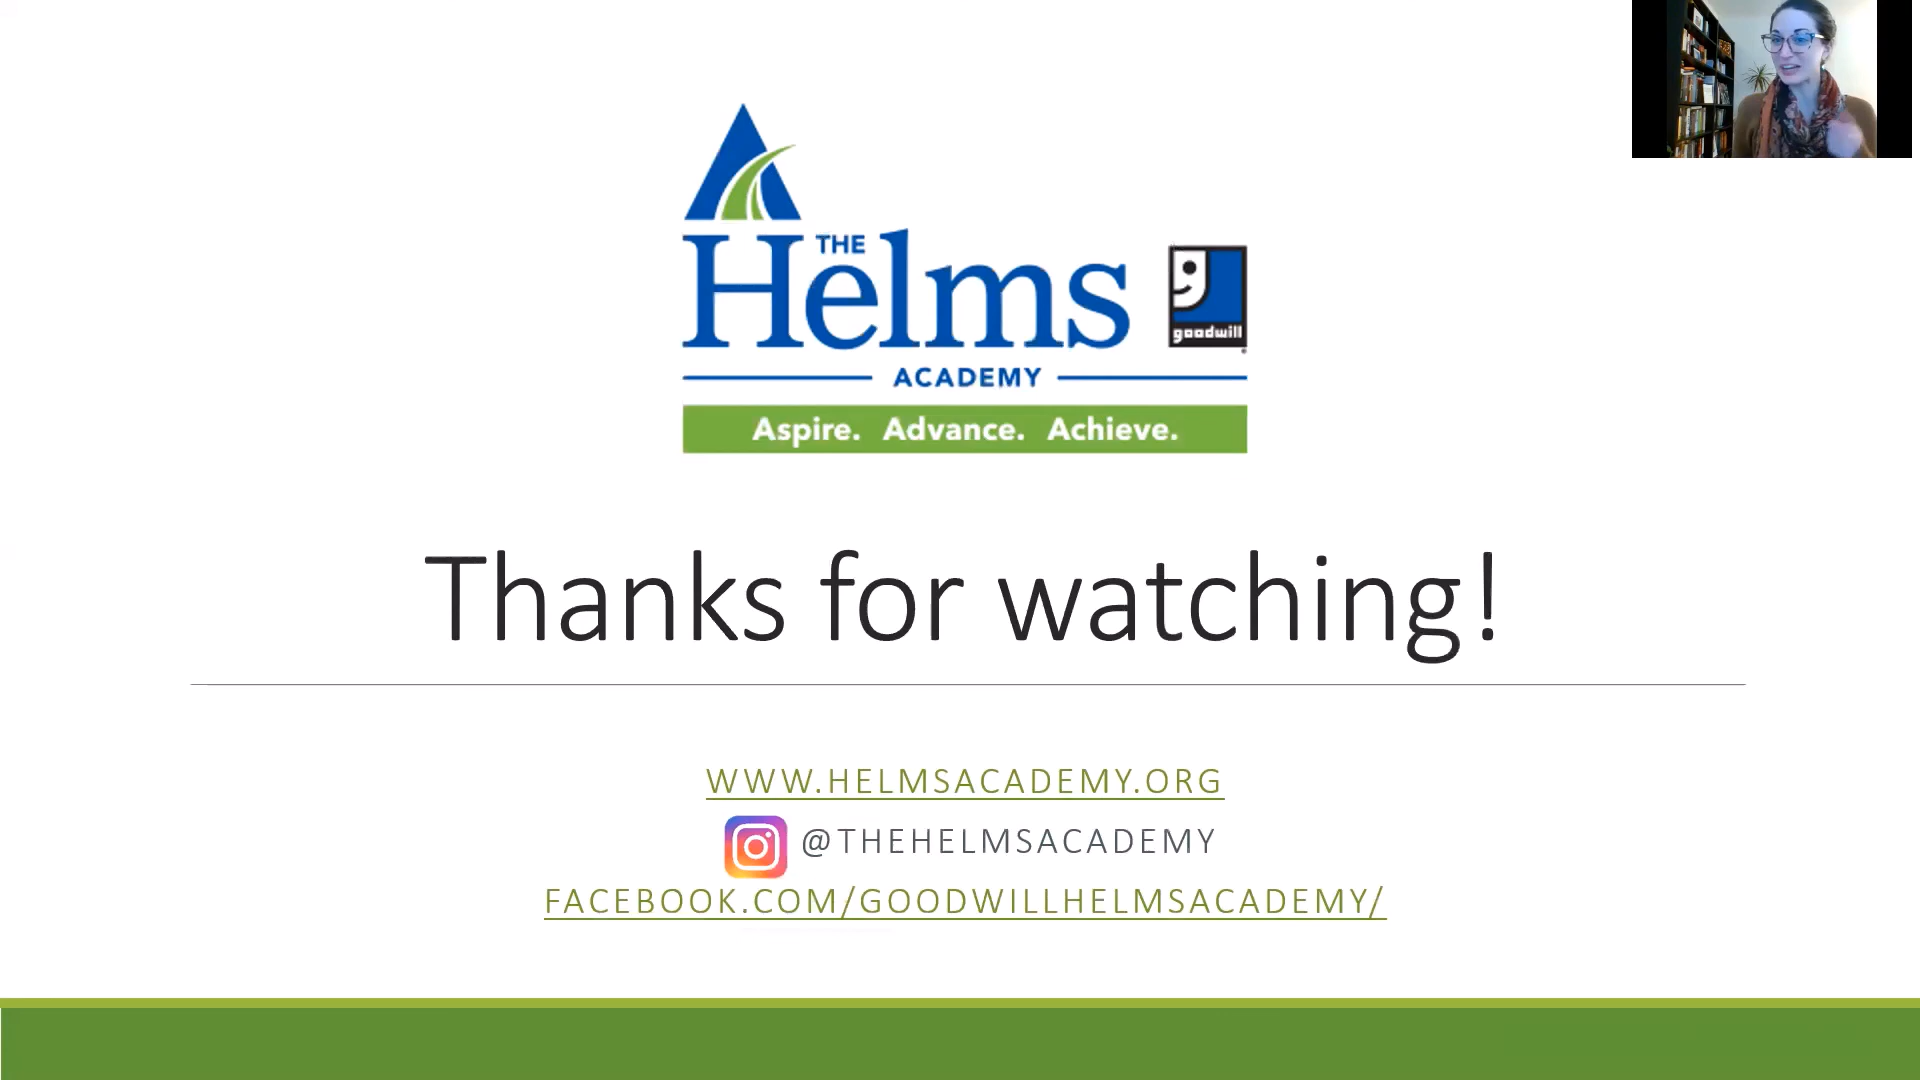 THE
Helms
goodwill
ACADEMY
Aspire. Advance. Achieve.
Thanks for watching!
WWW.HELMSACADEMY.ORG
@THEHELMSACADEMY
FACEBOOK.COM/GOODWILLHELMSACADEMY/